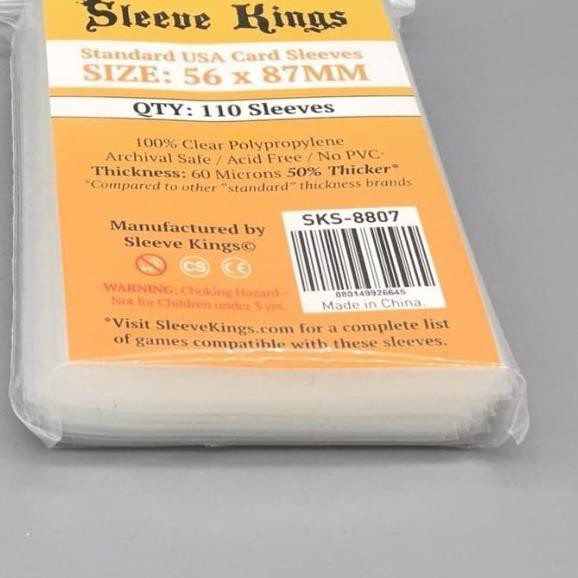 Sleeve Kings
Standard USA Card Sleeves
SIZE: 56 x 87MM
QTY: 110 Sleeves
100% Clear Polypropylene
Archival Safe / Acid Free / No PVC
Thickness: 60 Microns 50% Thicker*
*Compared to other "standard" thickness brands
Manufactured by
Sleeve Kings©
CS
CE
WARNING: Choking Hazard-
Not for Children under 3 yrs.
SKS-8807
080149926645
Made in China.
*Visit SleeveKings.com for a complete list
of games compatible with these sleeves.